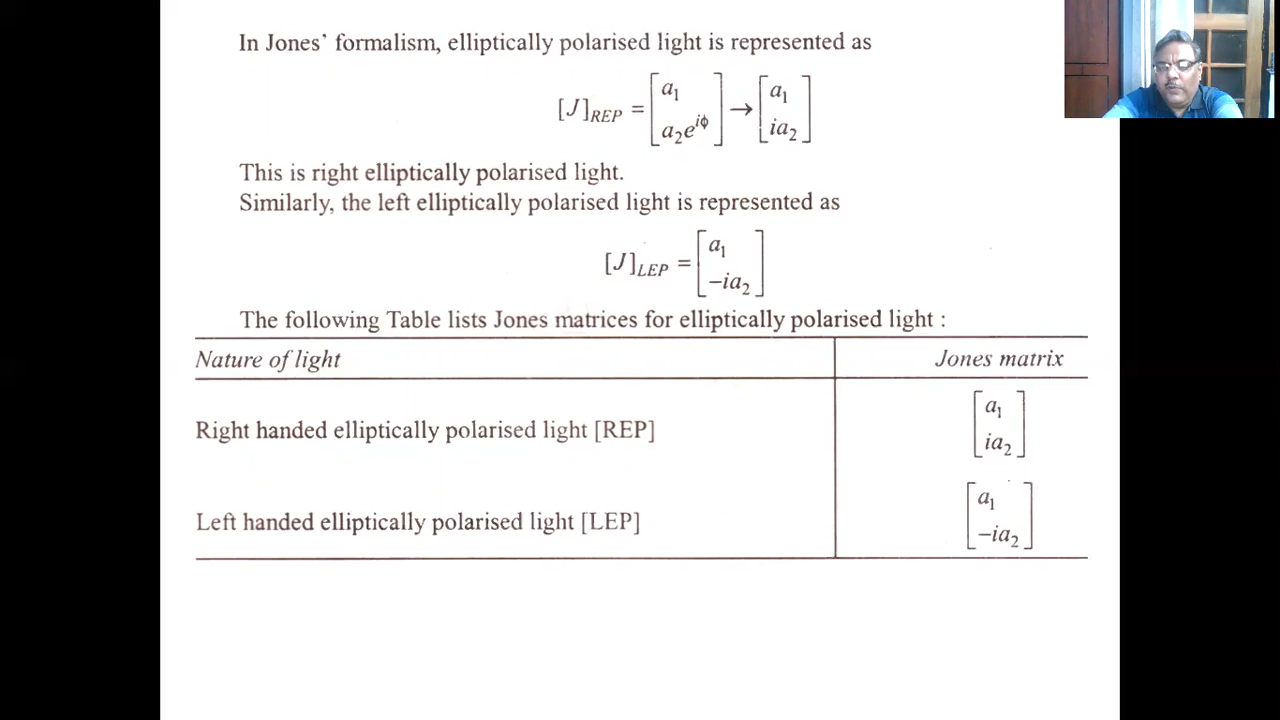 In Jones' formalism, elliptically polarised light is represented as
[J]REP = [a₁ a₂e^{iϕ}] → [a₁ ia₂]
This is right elliptically polarised light.
Similarly, the left elliptically polarised light is represented as
[J]LEP = [a₁ −ia₂]
The following Table lists Jones matrices for elliptically polarised light :
Nature of light Jones matrix
Right handed elliptically polarised light [REP] [a₁ ia₂]
Left handed elliptically polarised light [LEP] [a₁ −ia₂]